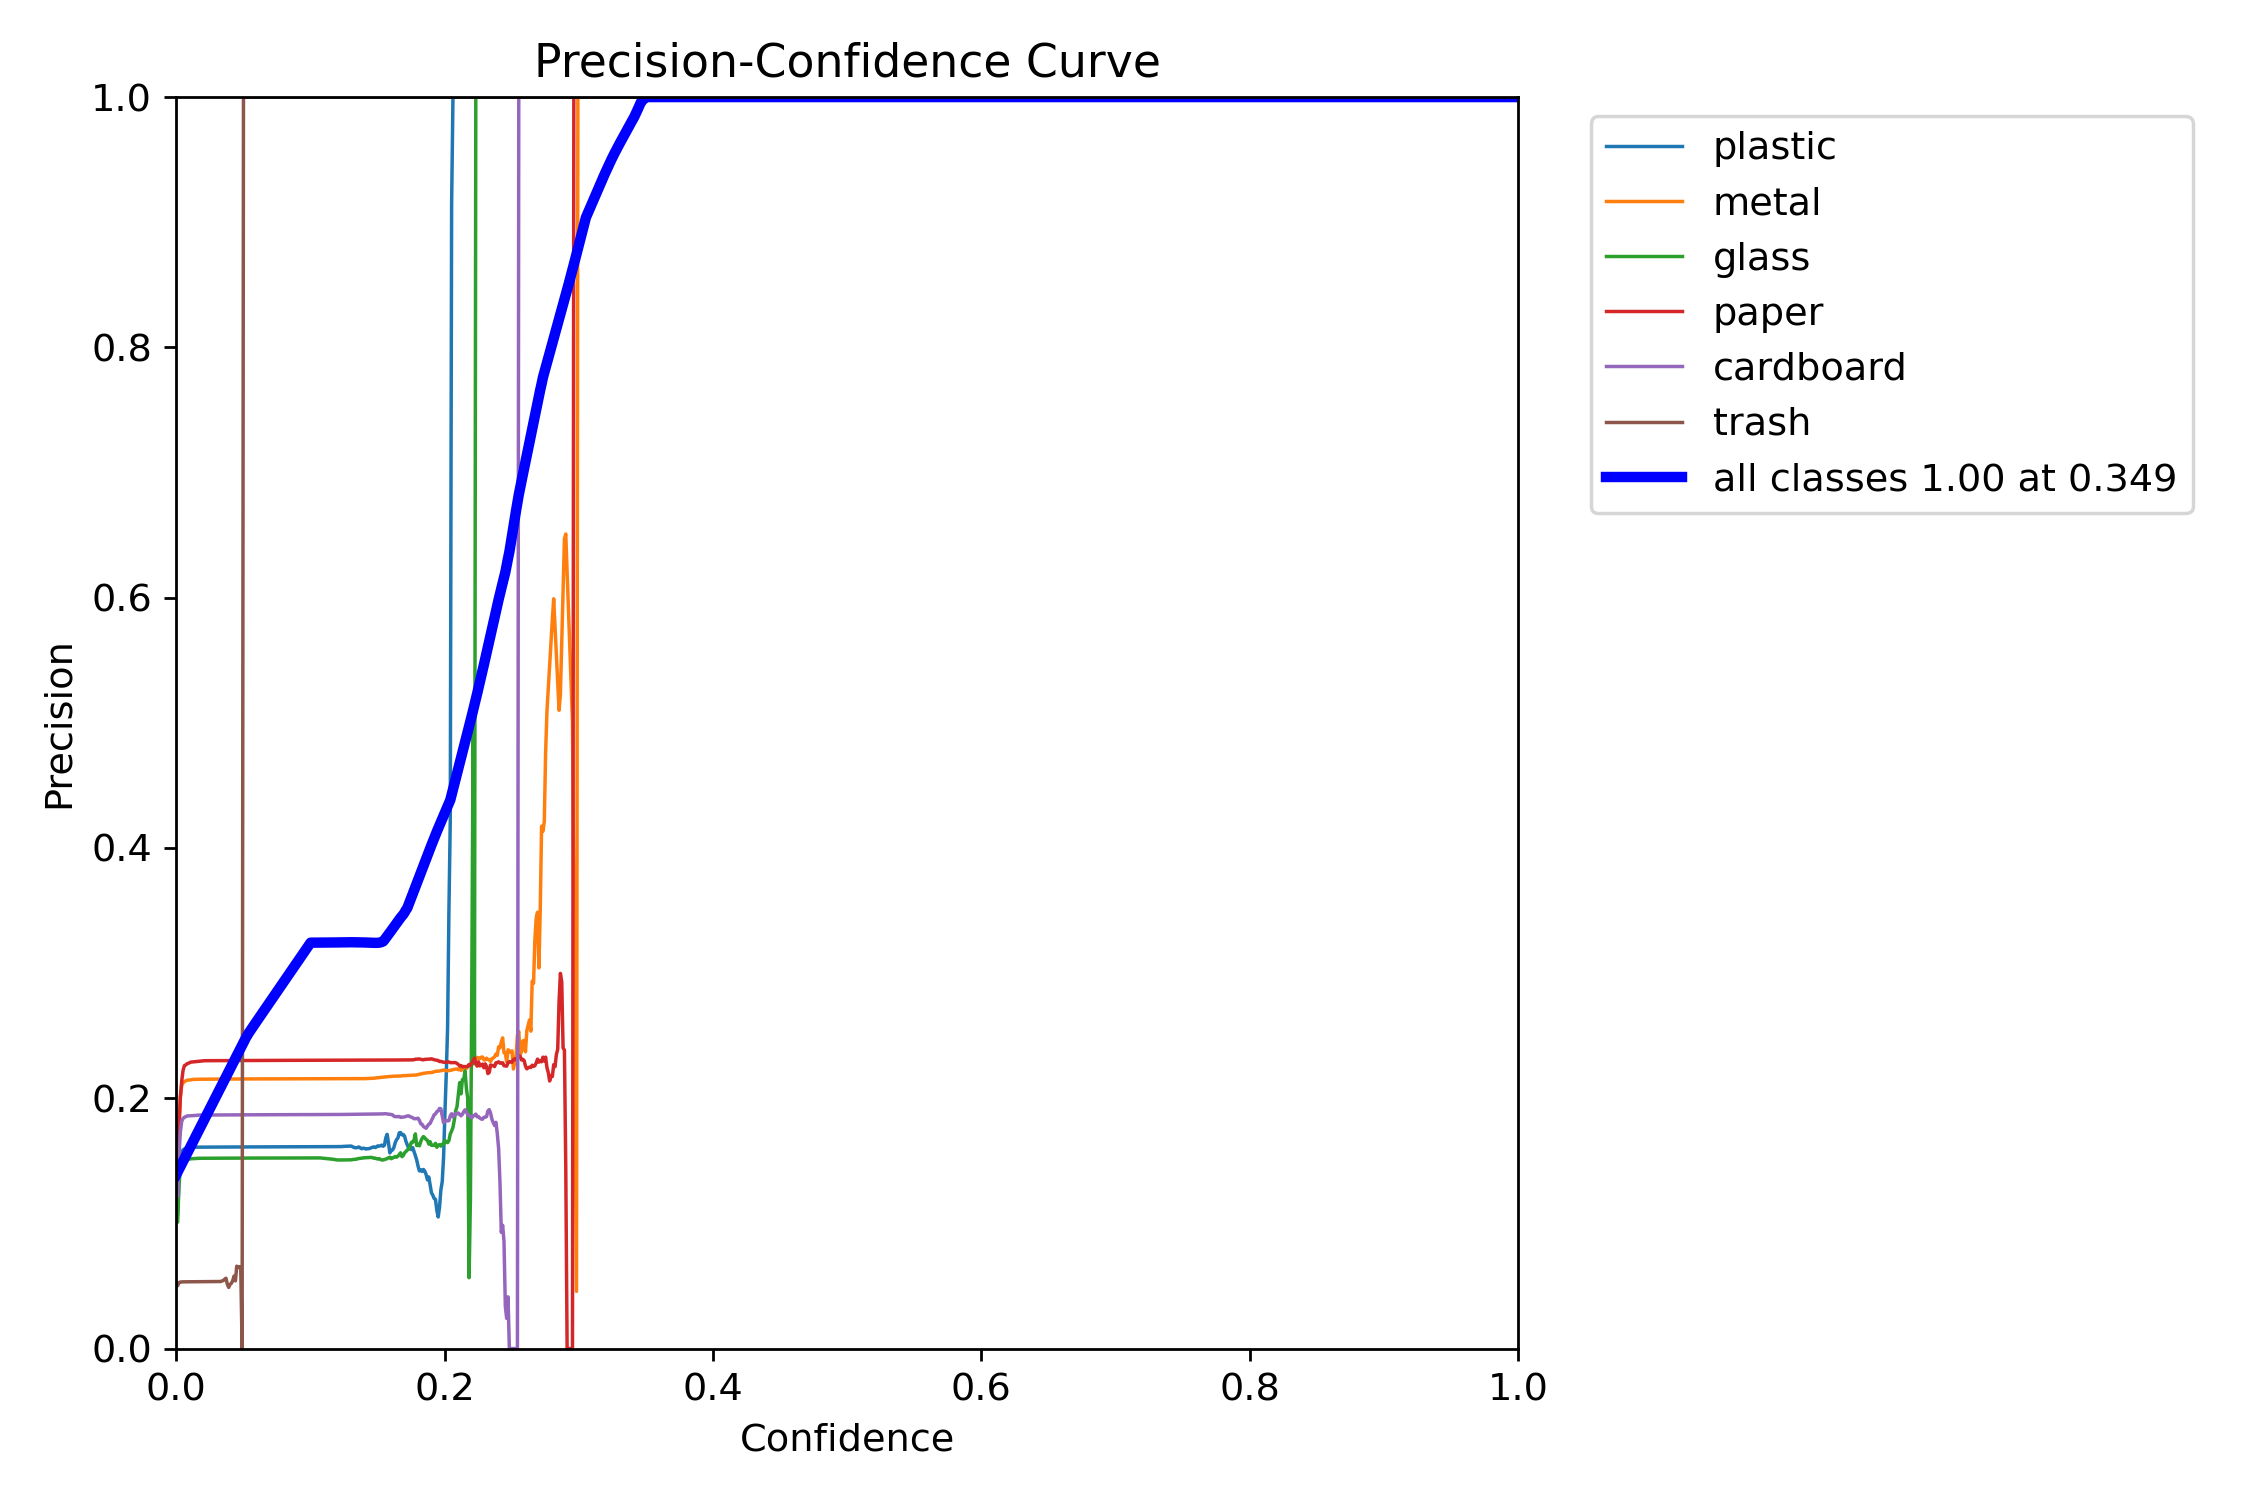 Precision-Confidence Curve
1.0
0.8
0.6
0.4
0.2
0.0
Precision
0.0 0.2 0.4 0.6 0.8 1.0
Confidence
plastic
metal
glass
paper
cardboard
trash
all classes 1.00 at 0.349